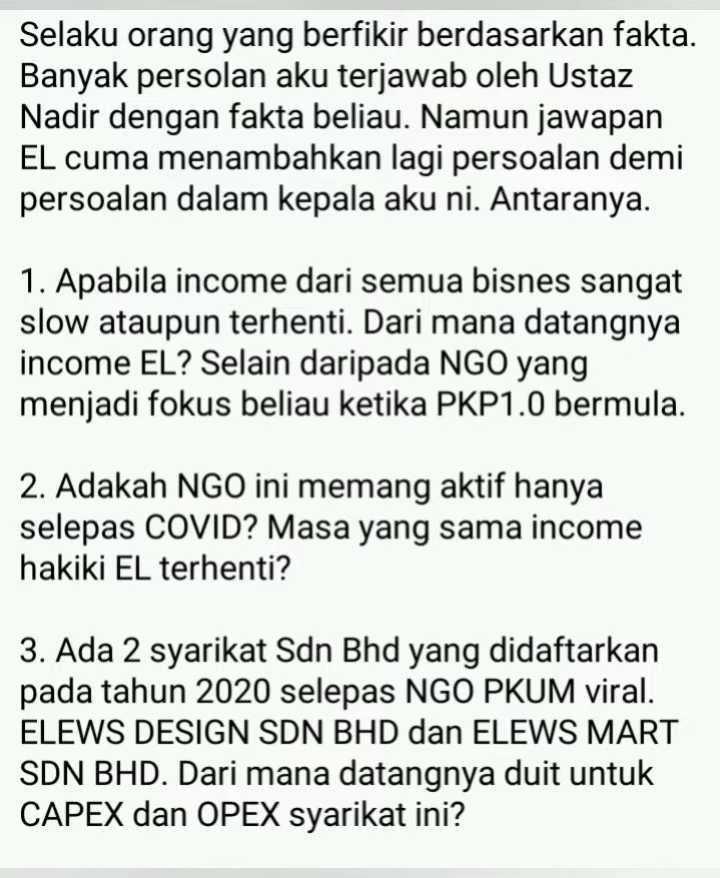 Selaku orang yang berfikir berdasarkan fakta.
Banyak persolan aku terjawab oleh Ustaz
Nadir dengan fakta beliau. Namun jawapan
EL cuma menambahkan lagi persoalan demi
persoalan dalam kepala aku ni. Antaranya.
1. Apabila income dari semua bisnes sangat
slow ataupun terhenti. Dari mana datangnya
income EL? Selain daripada NGO yang
menjadi fokus beliau ketika PKP1.0 bermula.
2. Adakah NGO ini memang aktif hanya
selepas COVID? Masa yang sama income
hakiki EL terhenti?
3. Ada 2 syarikat Sdn Bhd yang didaftarkan
pada tahun 2020 selepas NGO PKUM viral.
ELEWS DESIGN SDN BHD dan ELEWS MART
SDN BHD. Dari mana datangnya duit untuk
CAPEX dan OPEX syarikat ini?